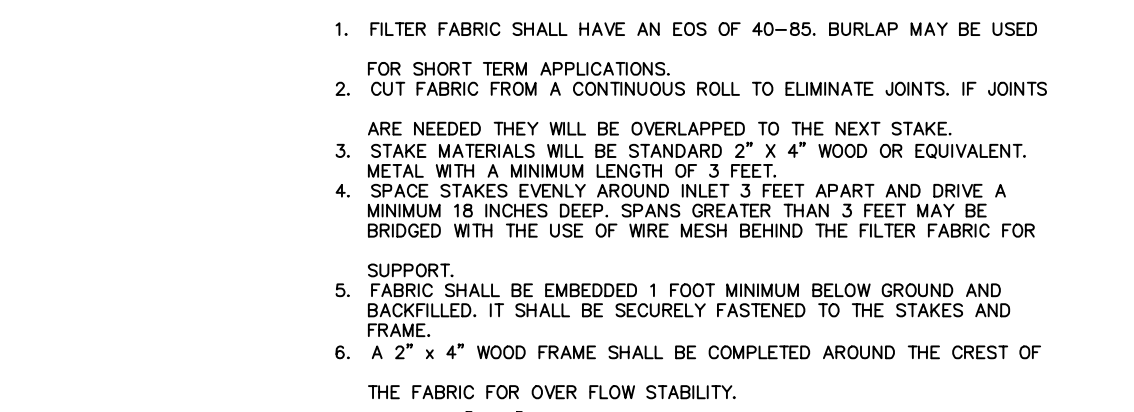 1. FILTER FABRIC SHALL HAVE AN EOS OF 40-85. BURLAP MAY BE USED
FOR SHORT TERM APPLICATIONS.
2. CUT FABRIC FROM A CONTINUOUS ROLL TO ELIMINATE JOINTS. IF JOINTS
ARE NEEDED THEY WILL BE OVERLAPPED TO THE NEXT STAKE.
3. STAKE MATERIALS WILL BE STANDARD 2" X 4" WOOD OR EQUIVALENT.
METAL WITH A MINIMUM LENGTH OF 3 FEET.
4. SPACE STAKES EVENLY AROUND INLET 3 FEET APART AND DRIVE A
MINIMUM 18 INCHES DEEP. SPANS GREATER THAN 3 FEET MAY BE
BRIDGED WITH THE USE OF WIRE MESH BEHIND THE FILTER FABRIC FOR
SUPPORT.
5. FABRIC SHALL BE EMBEDDED 1 FOOT MINIMUM BELOW GROUND AND
BACKFILLED. IT SHALL BE SECURELY FASTENED TO THE STAKES AND
FRAME.
6. A 2" x 4" WOOD FRAME SHALL BE COMPLETED AROUND THE CREST OF
THE FABRIC FOR OVER FLOW STABILITY.